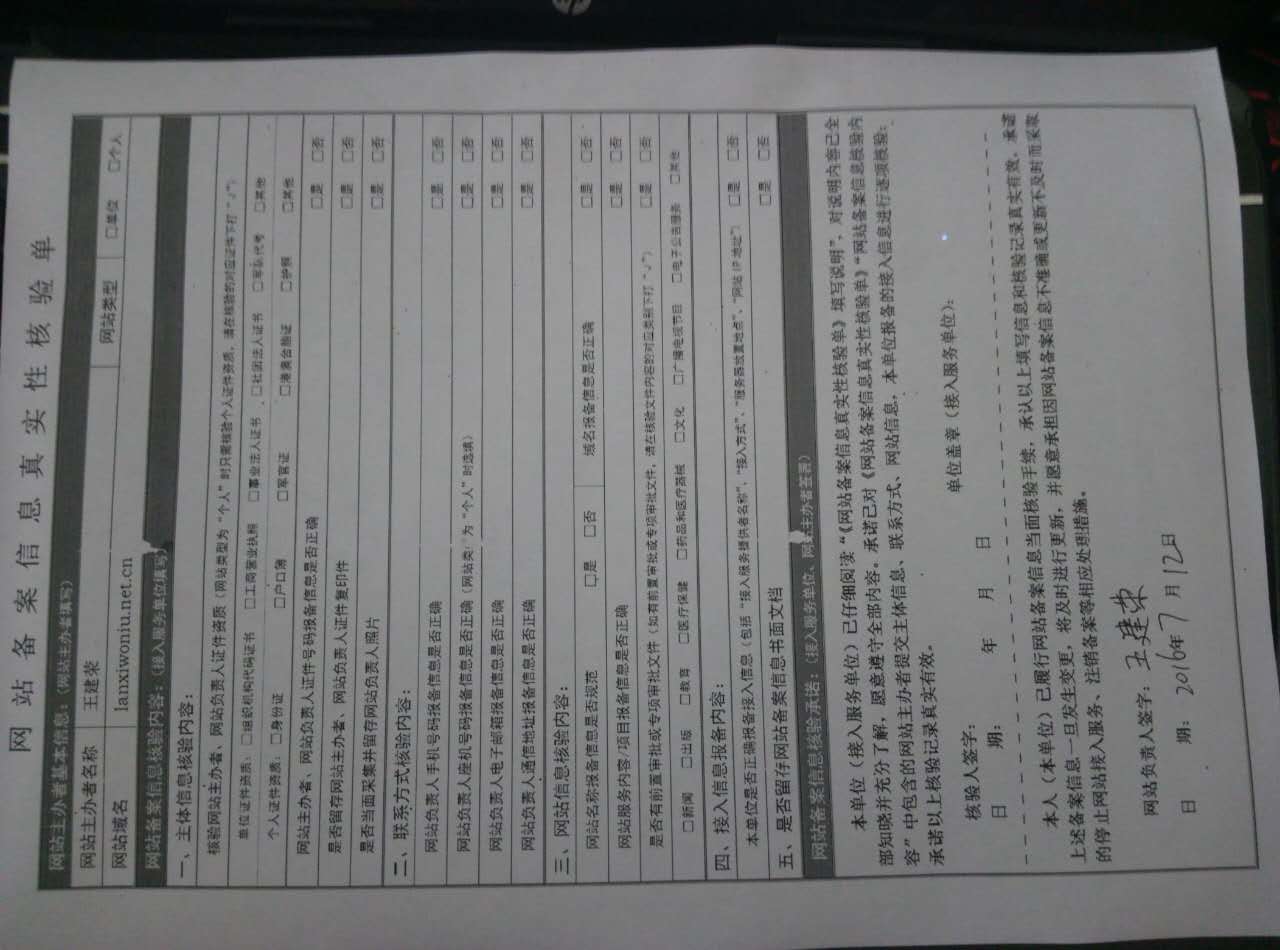 网站备案信息真实性核验单
网站主办者基本信息：（网站主办者填写）
网站主办者名称 王建荣 网站类型 □单位 □个人
网站域名 lanxiwoniu.net.cn
网站备案信息核验内容：（接入服务单位填写）
一、主体信息核验内容：
核验网站主办者、网站负责人证件资质（网站类型为“个人”时只需核验个人证件资质，请在核验的对应证件下打“√”）
单位证件资质：□组织机构代码证书 □工商营业执照 □事业法人证书 □社团法人证书 □军队代号 □其他
个人证件资质：□身份证 □户口簿 □军官证 □港澳台胞证 □护照 □其他
网站主办者、网站负责人证件号码报备信息是否正确 □是 □否
是否留存网站主办者、网站负责人证件复印件 □是 □否
是否当面采集并留存网站负责人照片 □是 □否
二、联系方式核验内容：
网站负责人手机号码报备信息是否正确 □是 □否
网站负责人座机号码报备信息是否正确（网站类型为“个人”时选填） □是 □否
网站负责人电子邮箱报备信息是否正确 □是 □否
网站负责人通信地址报备信息是否正确 □是 □否
三、网站信息核验内容：
网站名称报备信息是否规范 □是 □否 域名报备信息是否正确 □是 □否
网站服务内容/项目报备信息是否正确 □是 □否
是否有前置审批或专项审批文件（如有前置审批或专项审批文件，请在核验文件内容的对应类别下打“√”） □是 □否
□新闻 □出版 □教育 □医疗保健 □药品和医疗器械 □文化 □广播电视节目 □电子公告服务 □其他
四、接入信息报备内容：
本单位是否正确报备接入信息（包括“接入服务提供者名称”、“接入方式”、“服务器放置地点”、“网站IP地址”） □是 □否
五、是否留存网站备案信息书面文档 □是 □否
网站备案信息核验承诺：（接入服务单位、网站主办者签署）
本单位（接入服务单位）已仔细阅读“《网站备案信息真实性核验单》填写说明”，对说明内容已全
部知晓并充分了解，愿意遵守全部内容。承诺已对《网站备案信息真实性核验单》“网站备案信息核验内
容”中包含的网站主办者提交主体信息、联系方式、网站信息，本单位报备的接入信息进行逐项核验；
承诺以上核验记录真实有效。
核验人签字： 单位盖章（接入服务单位）：
日 期： 年 月 日
本人（本单位）已履行网站备案信息当面核验手续，承认以上填写信息和核验记录真实有效，承诺
上述备案信息一旦发生变更，将及时进行更新，并愿意承担因网站备案信息不准确或更新不及时而采取
的停止网站接入服务、注销备案等相应处理措施。
网站负责人签字：王建荣
日 期：2016年7月12日